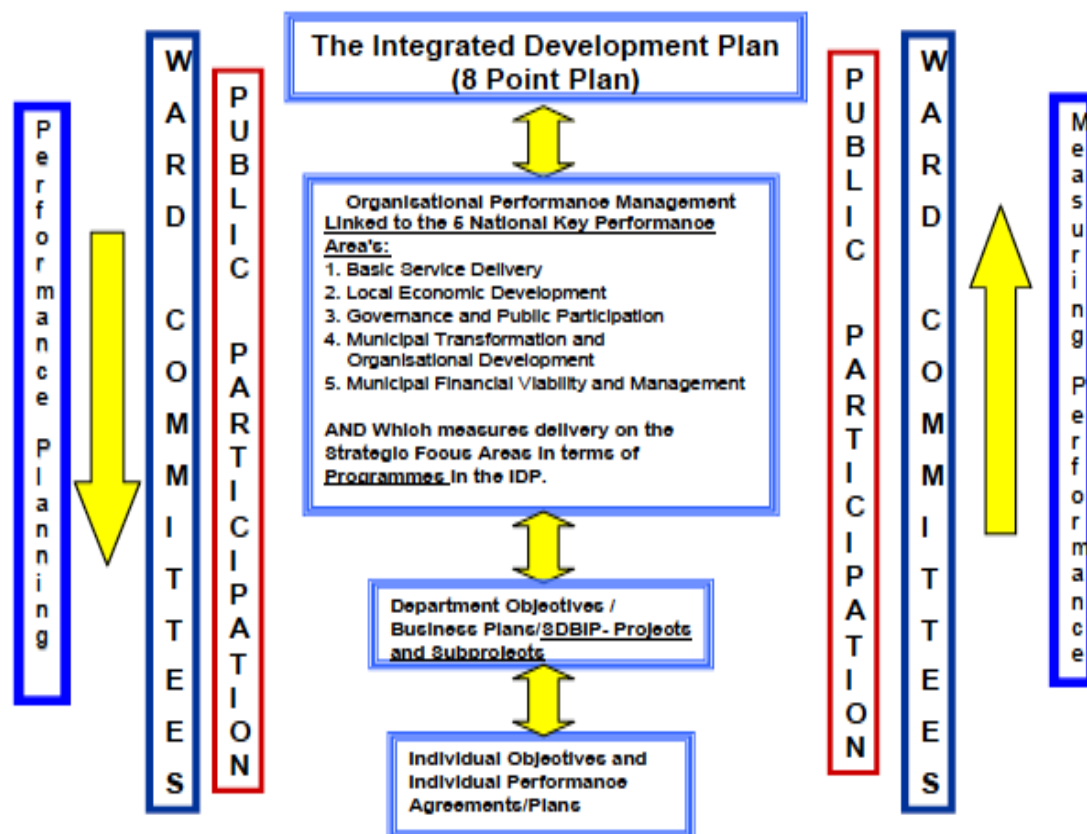 The Integrated Development Plan
(8 Point Plan)
Performance Planning
WARD COMMITTEES
PUBLIC PARTICIPATION
Organisational Performance Management
Linked to the 5 National Key Performance
Area's:
1. Basic Service Delivery
2. Local Economic Development
3. Governance and Public Participation
4. Municipal Transformation and
Organisational Development
5. Municipal Financial Viability and Management
AND Which measures delivery on the
Strategic Focus Areas in terms of
Programmes in the IDP.
Department Objectives /
Business Plans/SDBIP- Projects
and Subprojects
Individual Objectives and
Individual Performance
Agreements/Plans
PUBLIC PARTICIPATION
WARD COMMITTEES
Measuring Performance